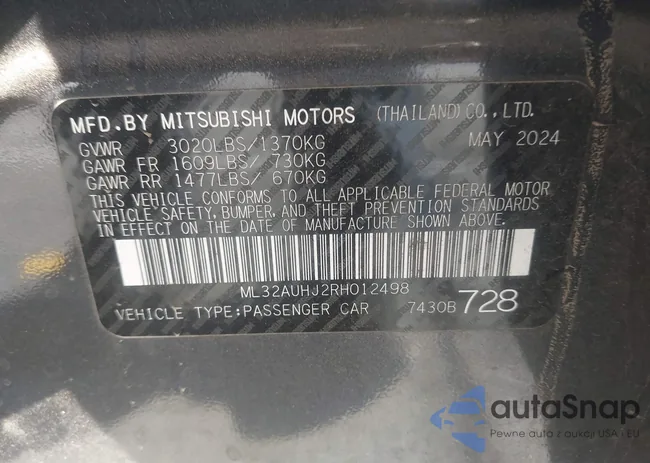 MFD.BY MITSUBISHI MOTORS (THAILAND)CO.,LTD.
GVWR 3020LBS/1370KG MAY 2024
GAWR FR 1609LBS/ 730KG
GAWR RR 1477LBS/ 670KG
THIS VEHICLE CONFORMS TO ALL APPLICABLE FEDERAL MOTOR
VEHICLE SAFETY, BUMPER, AND THEFT PREVENTION STANDARDS
IN EFFECT ON THE DATE OF MANUFACTURE SHOWN ABOVE.
ML32AUHJ2RH012498
VEHICLE TYPE:PASSENGER CAR 7430B 728
autaSnap
Pewne auto z aukcji USA i EU